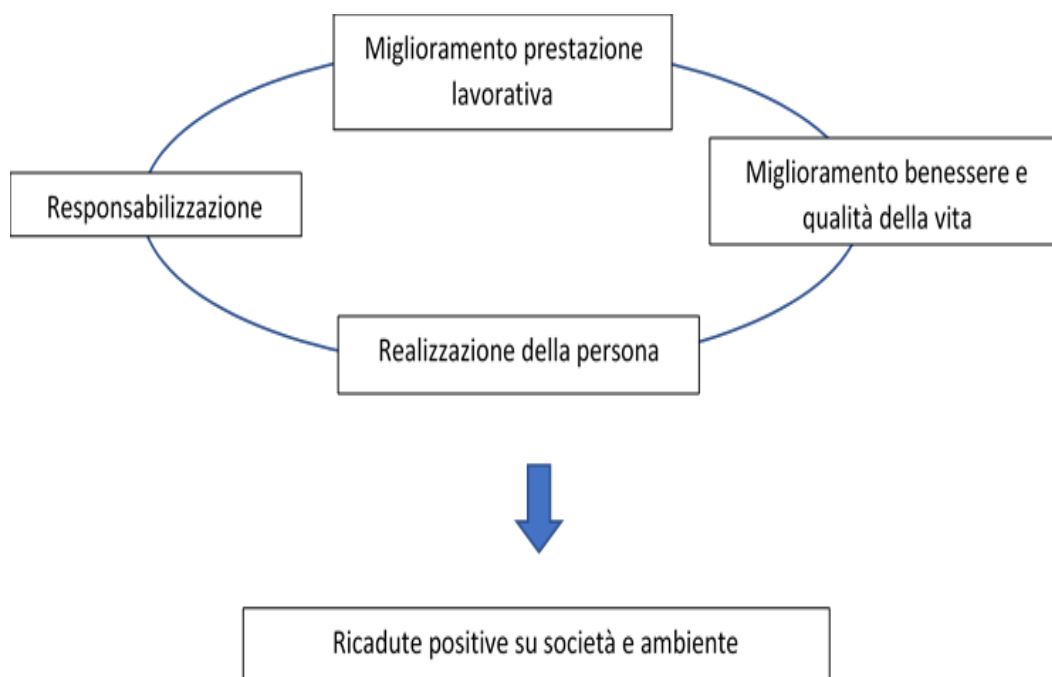 Miglioramento prestazione
lavorativa
Miglioramento benessere e
qualità della vita
Responsabilizzazione
Realizzazione della persona
Ricadute positive su società e ambiente